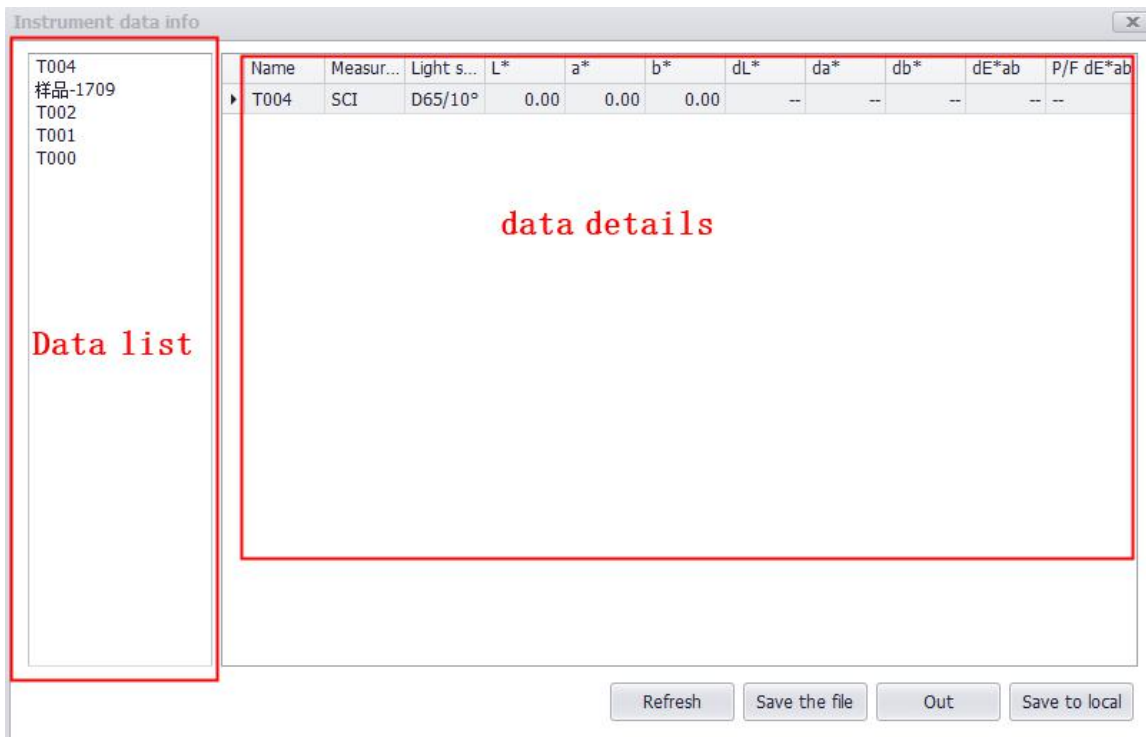 Instrument data info
T004
样品-1709
T002
T001
T000
Name Measur... Light s... L* a* b* dL* da* db* dE*ab P/F dE*ab
T004 SCI D65/10° 0.00 0.00 0.00 -- -- -- -- --
data details
Data list
Refresh Save the file Out Save to local